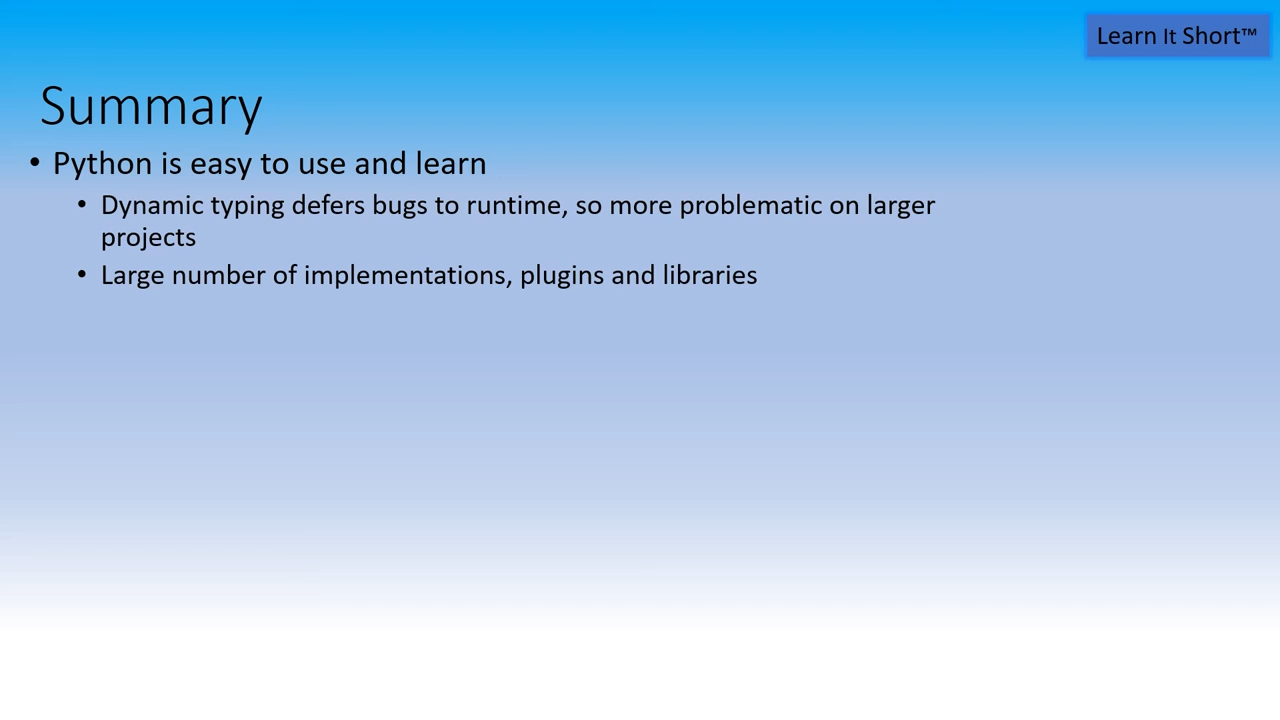 Learn It Short™
Summary
• Python is easy to use and learn
• Dynamic typing defers bugs to runtime, so more problematic on larger
projects
• Large number of implementations, plugins and libraries